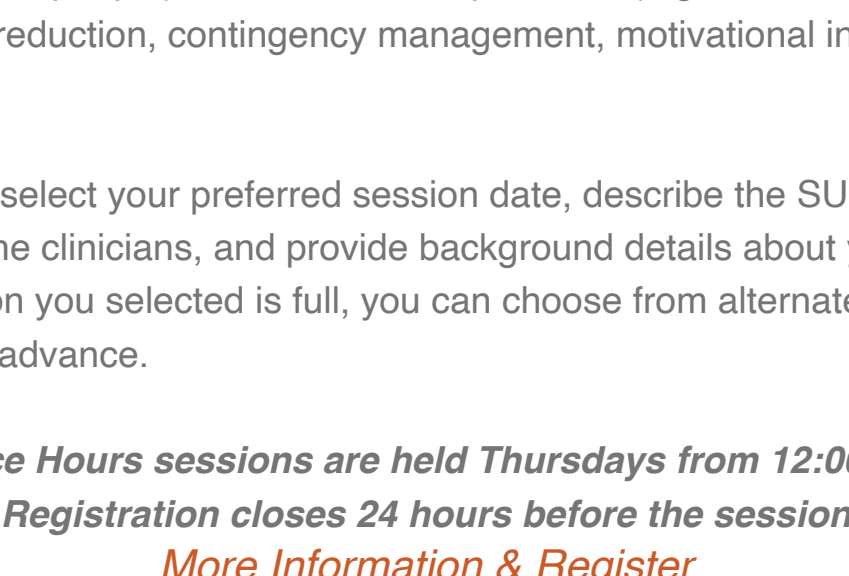 reduction, contingency management, motivational in
select your preferred session date, describe the SU
ne clinicians, and provide background details about
on you selected is full, you can choose from alternate
advance.
ce Hours sessions are held Thursdays from 12:00
Registration closes 24 hours before the session
More Information & Register